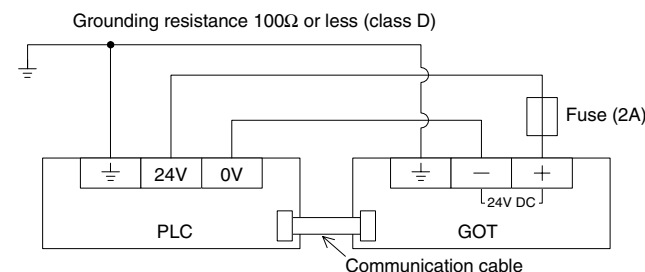 Grounding resistance 100Ω or less (class D)
Fuse (2A)
24V
0V
—
+
24V DC
PLC
GOT
Communication cable